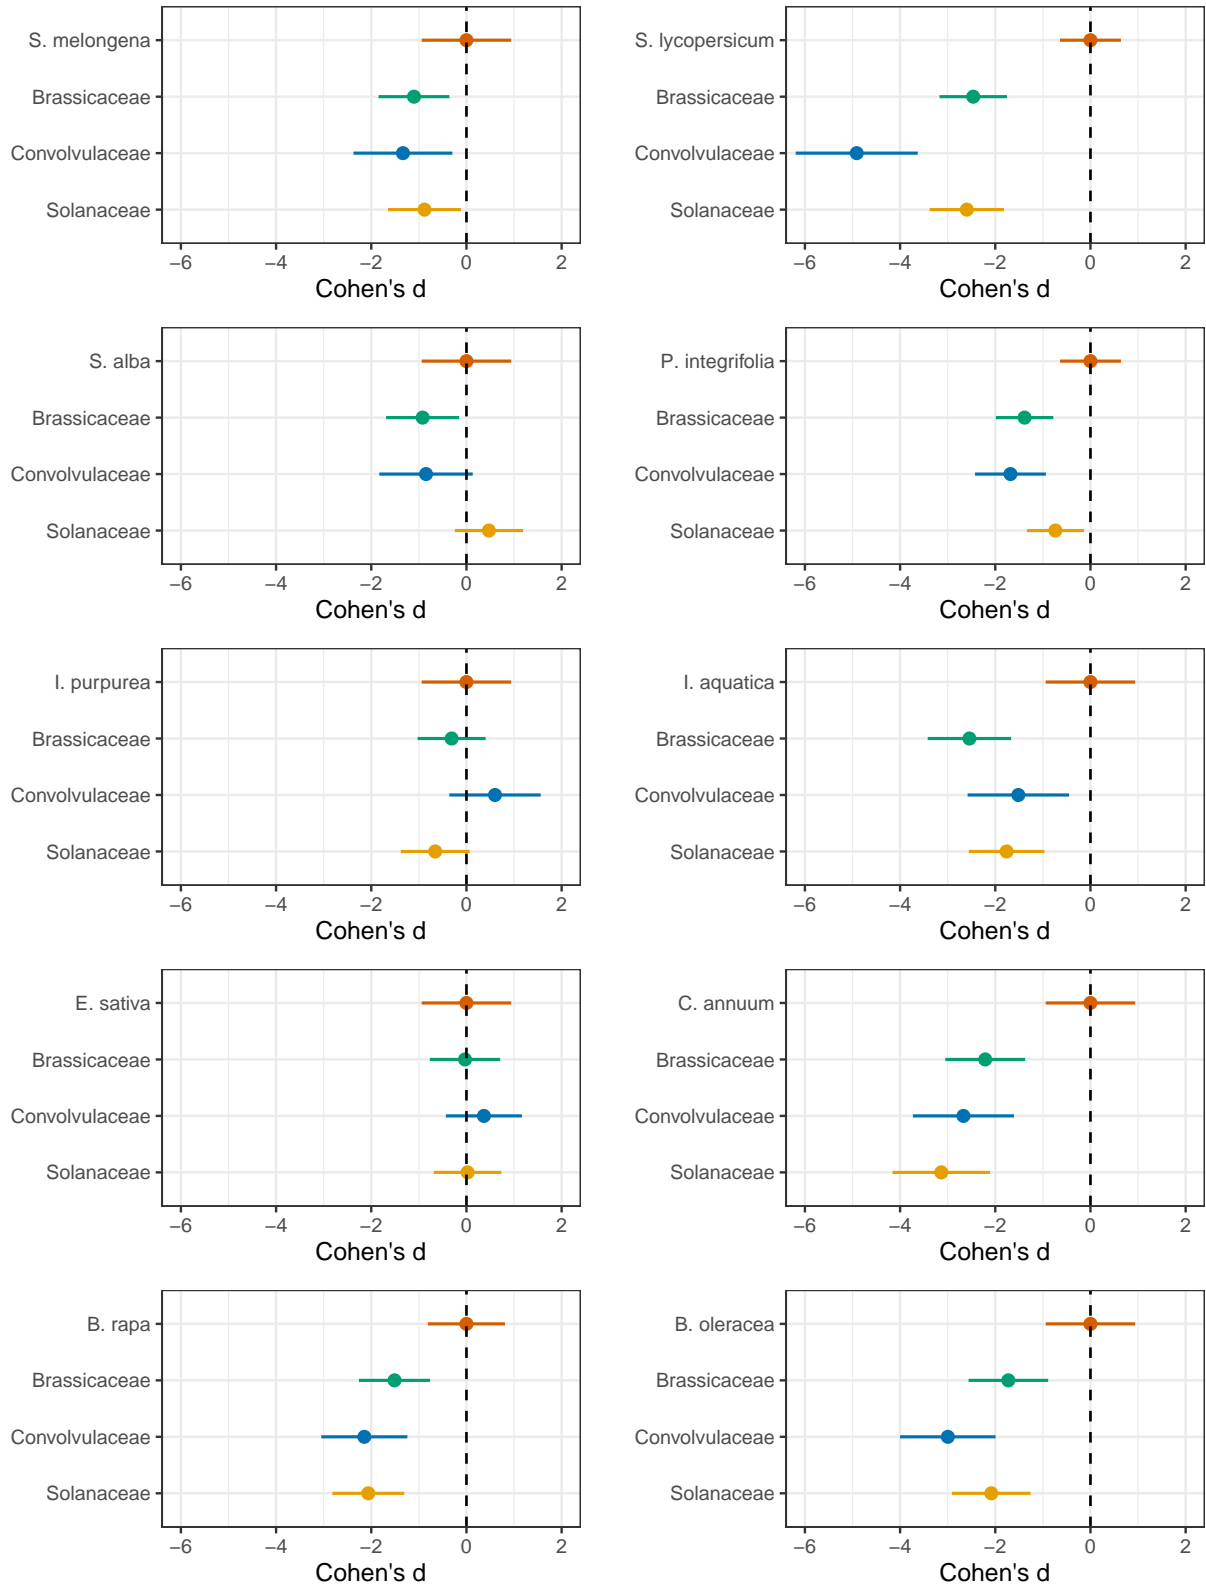 S. melongena
Brassicaceae
Convolvulaceae
Solanaceae
−6 −4 −2 0 2
Cohen's d
S. lycopersicum
Brassicaceae
Convolvulaceae
Solanaceae
−6 −4 −2 0 2
Cohen's d
S. alba
Brassicaceae
Convolvulaceae
Solanaceae
−6 −4 −2 0 2
Cohen's d
P. integrifolia
Brassicaceae
Convolvulaceae
Solanaceae
−6 −4 −2 0 2
Cohen's d
I. purpurea
Brassicaceae
Convolvulaceae
Solanaceae
−6 −4 −2 0 2
Cohen's d
I. aquatica
Brassicaceae
Convolvulaceae
Solanaceae
−6 −4 −2 0 2
Cohen's d
E. sativa
Brassicaceae
Convolvulaceae
Solanaceae
−6 −4 −2 0 2
Cohen's d
C. annuum
Brassicaceae
Convolvulaceae
Solanaceae
−6 −4 −2 0 2
Cohen's d
B. rapa
Brassicaceae
Convolvulaceae
Solanaceae
−6 −4 −2 0 2
Cohen's d
B. oleracea
Brassicaceae
Convolvulaceae
Solanaceae
−6 −4 −2 0 2
Cohen's d